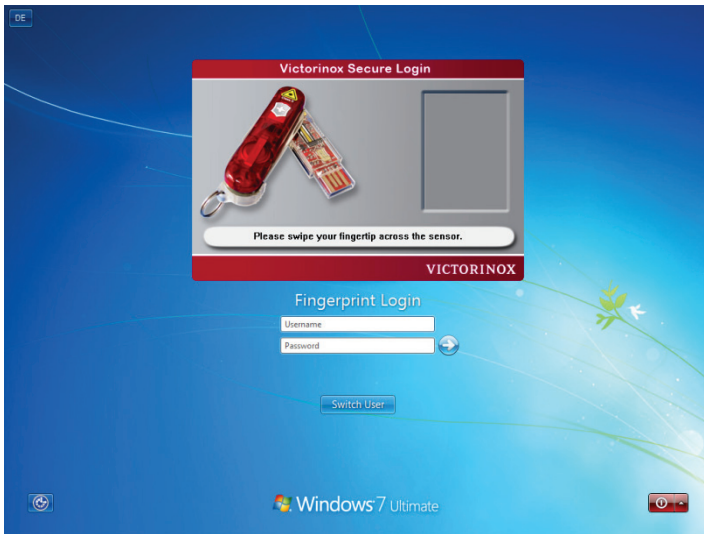 DE
Victorinox Secure Login
Please swipe your fingertip across the sensor.
VICTORINOX
Fingerprint Login
Username
Password
Switch User
Windows 7 Ultimate